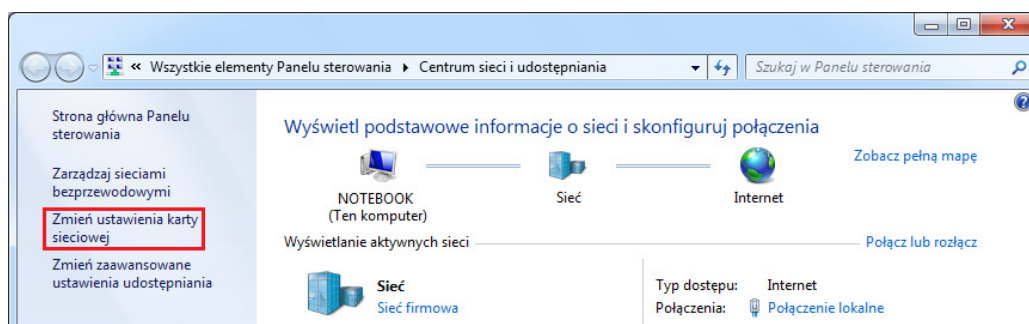 « Wszystkie elementy Panelu sterowania ▸ Centrum sieci i udostępniania
Szukaj w Panelu sterowania
Strona główna Panelu
sterowania
Zarządzaj sieciami
bezprzewodowymi
Zmień ustawienia karty
sieciowej
Zmień zaawansowane
ustawienia udostępniania
Wyświetl podstawowe informacje o sieci i skonfiguruj połączenia
Zobacz pełną mapę
NOTEBOOK
(Ten komputer)
Sieć
Internet
Wyświetlanie aktywnych sieci
Połącz lub rozłącz
Sieć
Sieć firmowa
Typ dostępu: Internet
Połączenia: Połączenie lokalne